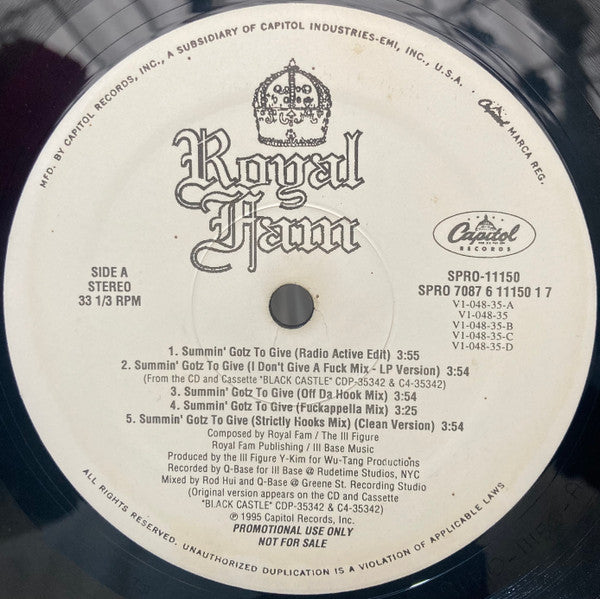 MFD. BY CAPITOL RECORDS, INC., A SUBSIDIARY OF CAPITOL INDUSTRIES-EMI, INC., U.S.A.
Capitol MARCA REG.
Royal
Fam
Capitol
RECORDS
SIDE A
STEREO
33 1/3 RPM
SPRO-11150
SPRO 7087 6 11150 1 7
V1-048-35-A
V1-048-35
V1-048-35-B
V1-048-35-C
V1-048-35-D
1. Summin' Gotz To Give (Radio Active Edit) 3:55
2. Summin' Gotz To Give (I Don't Give A Fuck Mix - LP Version) 3:54
(From the CD and Cassette "BLACK CASTLE" CDP-35342 & C4-35342)
3. Summin' Gotz To Give (Off Da Hook Mix) 3:54
4. Summin' Gotz To Give (Fuckappella Mix) 3:25
5. Summin' Gotz To Give (Strictly Hooks Mix) (Clean Version) 3:54
Composed by Royal Fam / The Ill Figure
Royal Fam Publishing / Ill Base Music
Produced by the Ill Figure Y-Kim for Wu-Tang Productions
Recorded by Q-Base for Ill Base @ Rudetime Studios, NYC
Mixed by Rod Hui and Q-Base @ Greene St. Recording Studio
(Original version appears on the CD and Cassette
"BLACK CASTLE" CDP-35342 & C4-35342)
℗ 1995 Capitol Records, Inc.
PROMOTIONAL USE ONLY
NOT FOR SALE
ALL RIGHTS RESERVED. UNAUTHORIZED DUPLICATION IS A VIOLATION OF APPLICABLE LAWS